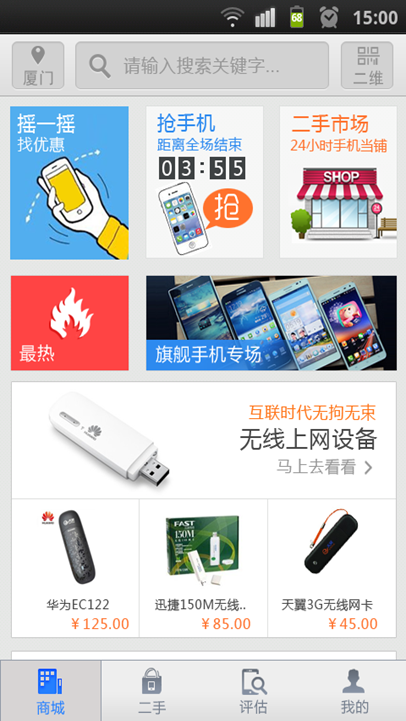 68
15:00
厦门
请输入搜索关键字...
二维
摇一摇
找优惠
抢手机
距离全场结束
03:55
抢
二手市场
24小时手机当铺
SHOP
最热
旗舰手机专场
互联时代无拘无束
无线上网设备
马上去看看
HUAWEI
FAST
150M
华为EC122
¥125.00
迅捷150M无线..
¥85.00
天翼3G无线网卡
¥45.00
商城
二手
评估
我的